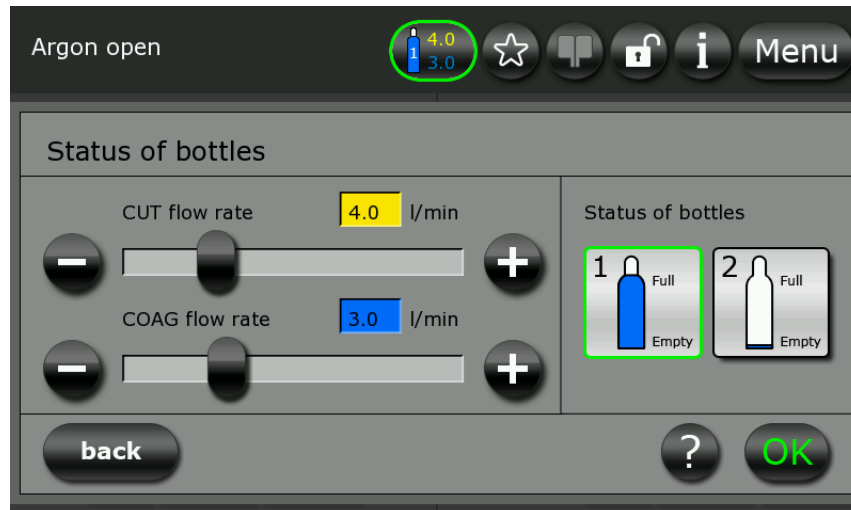 Argon open
1
4.0
3.0
i
Menu
Status of bottles
CUT flow rate 4.0 l/min
− +
COAG flow rate 3.0 l/min
− +
Status of bottles
1 Full
Empty
2 Full
Empty
back
?
OK